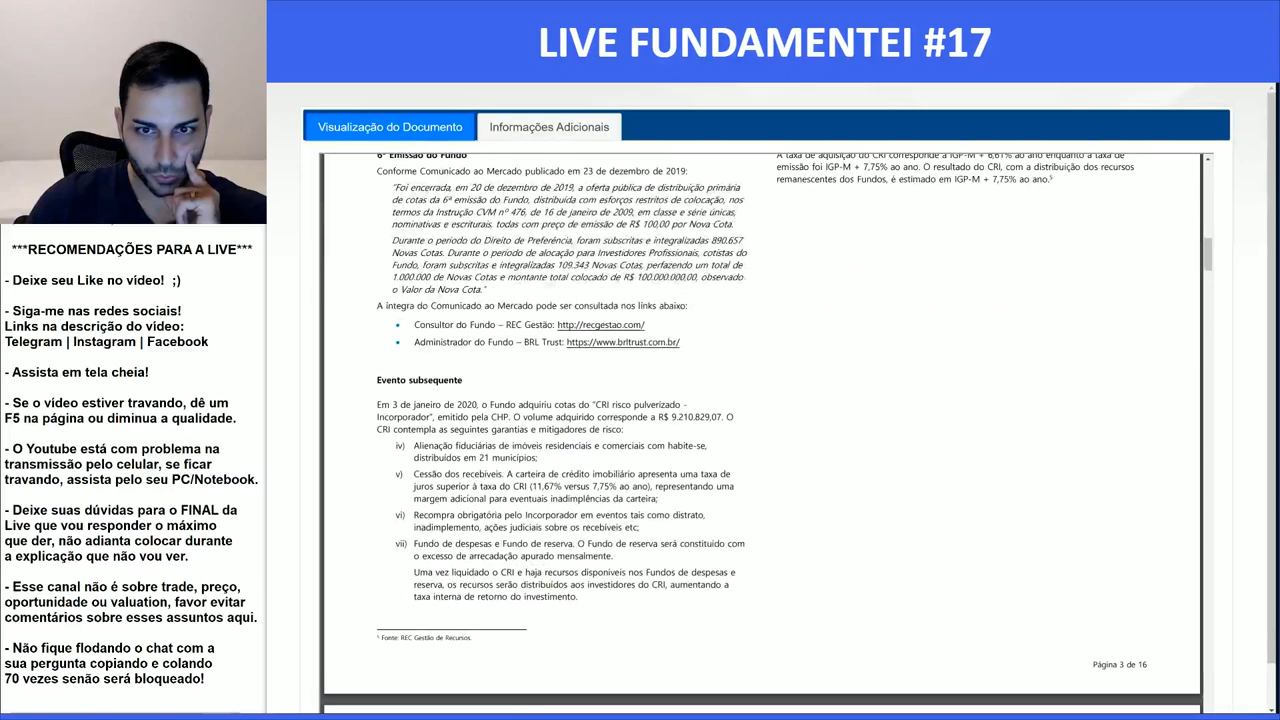 LIVE FUNDAMENTEI #17
Visualização do Documento
Informações Adicionais
6ª Emissão do Fundo
Conforme Comunicado ao Mercado publicado em 23 de dezembro de 2019:
"Foi encerrada, em 20 de dezembro de 2019, a oferta pública de distribuição primária
de cotas da 6ª emissão do Fundo, distribuída com esforços restritos de colocação, nos
termos da Instrução CVM nº 476, de 16 de janeiro de 2009, em classe e série únicas,
nominativas e escriturais, todas com preço de emissão de R$ 100,00 por Nova Cota.
Durante o período do Direito de Preferência, foram subscritas e integralizadas 890.657
Novas Cotas. Durante o período de alocação para Investidores Profissionais, cotistas do
Fundo, foram subscritas e integralizadas 109.343 Novas Cotas, perfazendo um total de
1.000.000 de Novas Cotas e montante total colocado de R$ 100.000.000,00, observado
o Valor da Nova Cota."
A íntegra do Comunicado ao Mercado pode ser consultada nos links abaixo:
• Consultor do Fundo – REC Gestão: http://recgestao.com/
• Administrador do Fundo – BRL Trust: https://www.brltrust.com.br/
Evento subsequente
Em 3 de janeiro de 2020, o Fundo adquiriu cotas do "CRI risco pulverizado -
Incorporador", emitido pela CHP. O volume adquirido corresponde a R$ 9.210.829,07. O
CRI contempla as seguintes garantias e mitigadores de risco:
iv) Alienação fiduciárias de imóveis residenciais e comerciais com habite-se,
distribuídos em 21 municípios;
v) Cessão dos recebíveis. A carteira de crédito imobiliário apresenta uma taxa de
juros superior à taxa do CRI (11,67% versus 7,75% ao ano), representando uma
margem adicional para eventuais inadimplências da carteira;
vi) Recompra obrigatória pelo Incorporador em eventos tais como distrato,
inadimplemento, ações judiciais sobre os recebíveis etc;
vii) Fundo de despesas e Fundo de reserva. O Fundo de reserva será constituído com
o excesso de arrecadação apurado mensalmente.
Uma vez liquidado o CRI e haja recursos disponíveis nos Fundos de despesas e
reserva, os recursos serão distribuídos aos investidores do CRI, aumentando a
taxa interna de retorno do investimento.
5 Fonte: REC Gestão de Recursos.
A taxa de aquisição do CRI corresponde a IGP-M + 6,61% ao ano enquanto a taxa de
emissão foi IGP-M + 7,75% ao ano. O resultado do CRI, com a distribuição dos recursos
remanescentes dos Fundos, é estimado em IGP-M + 7,75% ao ano.5
Página 3 de 16
***RECOMENDAÇÕES PARA A LIVE***
- Deixe seu Like no vídeo! ;)
- Siga-me nas redes sociais!
Links na descrição do vídeo:
Telegram | Instagram | Facebook
- Assista em tela cheia!
- Se o vídeo estiver travando, dê um
F5 na página ou diminua a qualidade.
- O Youtube está com problema na
transmissão pelo celular, se ficar
travando, assista pelo seu PC/Notebook.
- Deixe suas dúvidas para o FINAL da
Live que vou responder o máximo
que der, não adianta colocar durante
a explicação que não vou ver.
- Esse canal não é sobre trade, preço,
oportunidade ou valuation, favor evitar
comentários sobre esses assuntos aqui.
- Não fique flodando o chat com a
sua pergunta copiando e colando
70 vezes senão será bloqueado!